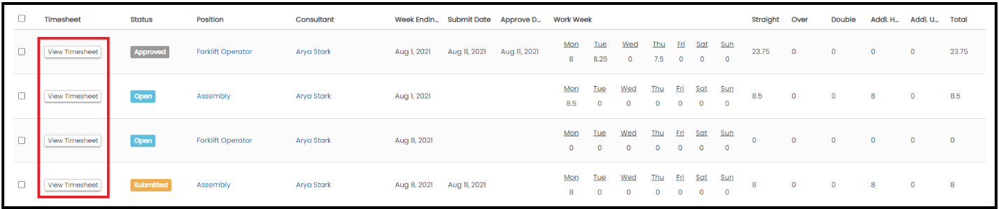 Timesheet Status Position Consultant Week Endin... Submit Date Approve D... Work Week Straight Over Double Addl. H... Addl. U... Total
Mon Tue Wed Thu Fri Sat Sun
View Timesheet Approved Forklift Operator Arya Stark Aug 1, 2021 Aug 11, 2021 Aug 11, 2021 23.75 0 0 0 0 23.75
8 8.25 0 7.5 0 0 0
Mon Tue Wed Thu Fri Sat Sun
View Timesheet Open Assembly Arya Stark Aug 1, 2021 8.5 0 0 8 0 8.5
8.5 0 0 0 0 0 0
Mon Tue Wed Thu Fri Sat Sun
View Timesheet Open Forklift Operator Arya Stark Aug 8, 2021 0 0 0 0 0 0
0 0 0 0 0 0 0
Mon Tue Wed Thu Fri Sat Sun
View Timesheet Submitted Assembly Arya Stark Aug 8, 2021 Aug 11, 2021 8 0 0 8 0 8
8 0 0 0 0 0 0